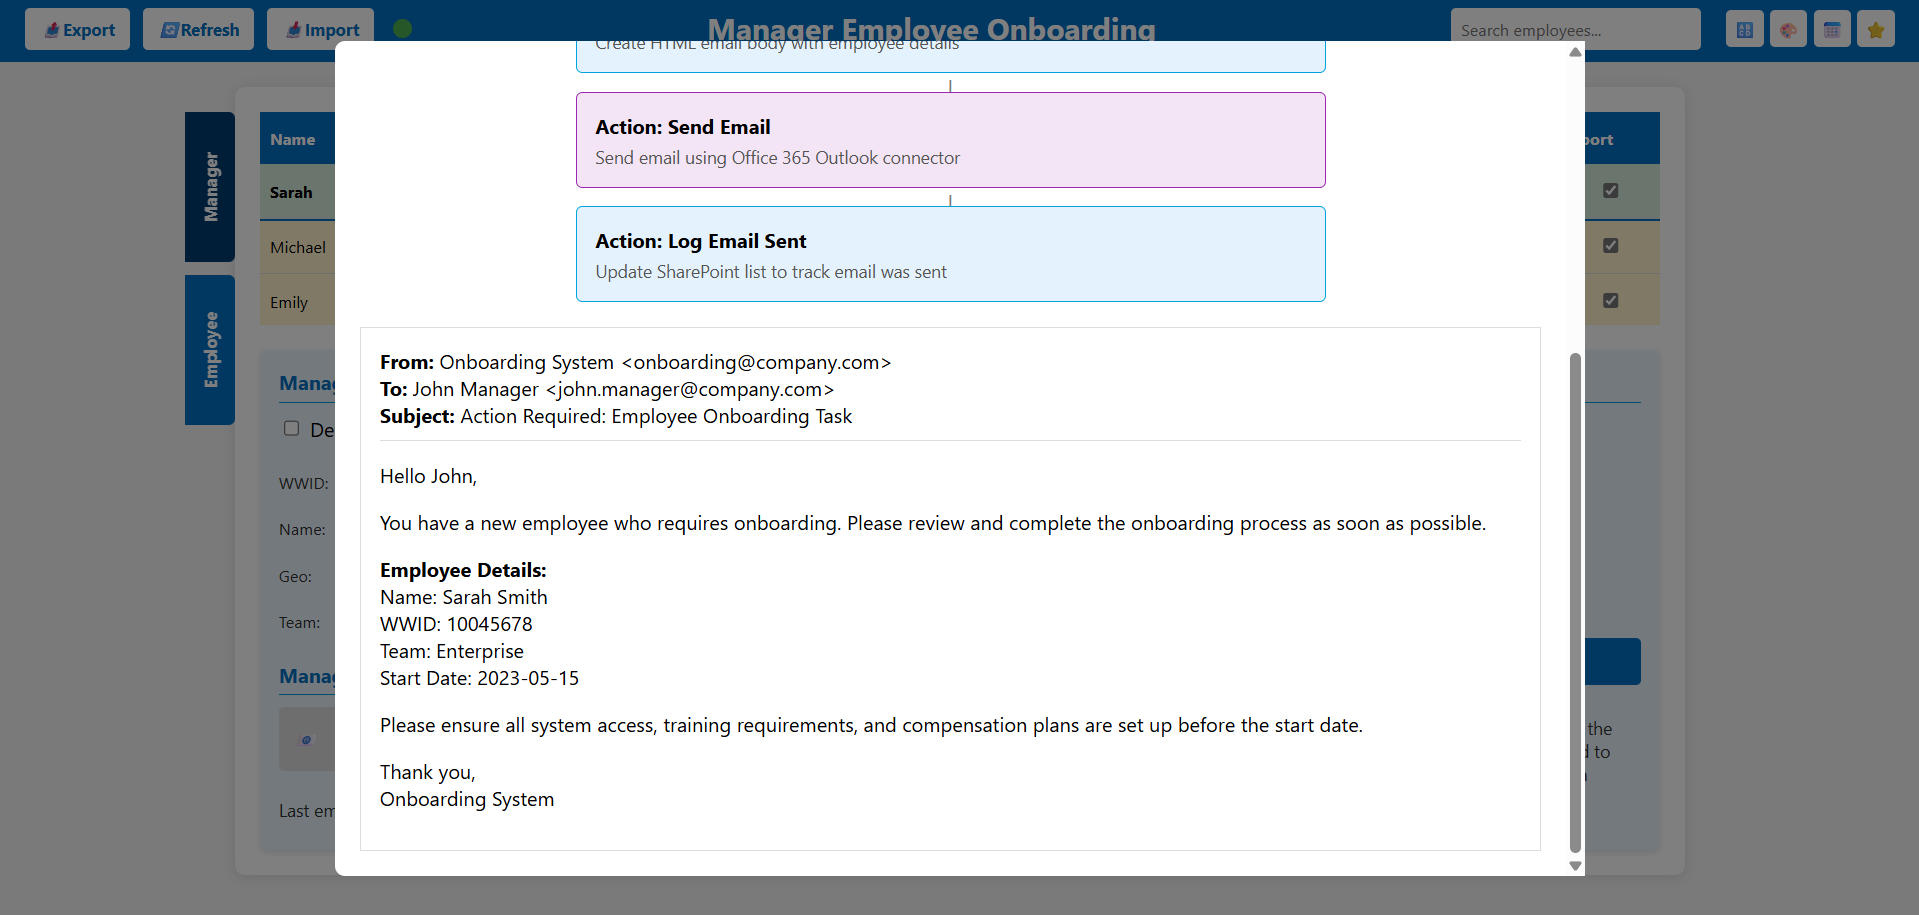 Export
Refresh
Import
Manager Employee Onboarding
Search employees...
Create HTML email body with employee details
Action: Send Email
Send email using Office 365 Outlook connector
Action: Log Email Sent
Update SharePoint list to track email was sent
Manager
Employee
Name
Sarah
Michael
Emily
port
From: Onboarding System <onboarding@company.com>
To: John Manager <john.manager@company.com>
Subject: Action Required: Employee Onboarding Task
Hello John,
You have a new employee who requires onboarding. Please review and complete the onboarding process as soon as possible.
Employee Details:
Name: Sarah Smith
WWID: 10045678
Team: Enterprise
Start Date: 2023-05-15
Please ensure all system access, training requirements, and compensation plans are set up before the start date.
Thank you,
Onboarding System
Manag
De
WWID:
Name:
Geo:
Team:
Manag
Last em
the
to